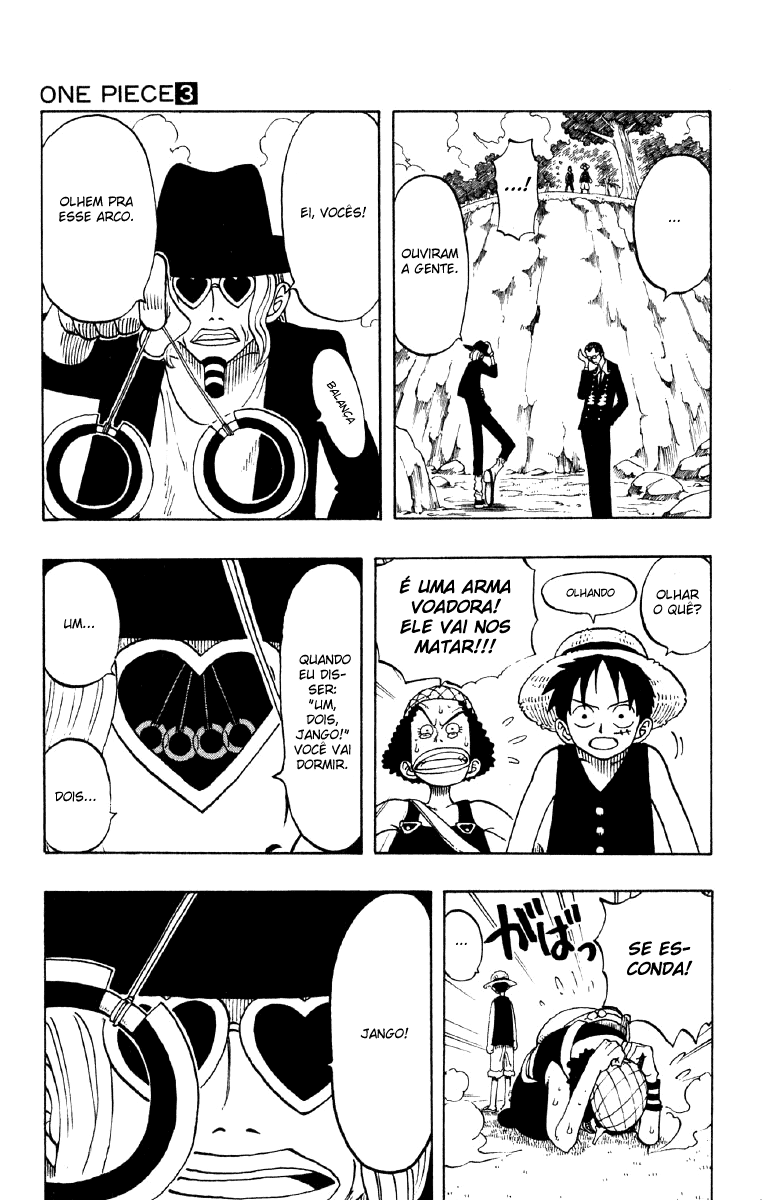 ONE PIECE 3
...
...!
OUVIRAM
A GENTE.
EI, VOCÊS!
OLHEM PRA
ESSE ARCO.
BALANÇA
OLHAR
O QUÊ?
OLHANDO
É UMA ARMA
VOADORA!
ELE VAI NOS
MATAR!!!
QUANDO
EU DIS-
SER:
"UM,
DOIS,
JANGO!"
VOCÊ VAI
DORMIR.
UM...
DOIS...
SE ES-
CONDA!
がばっ
...
JANGO!